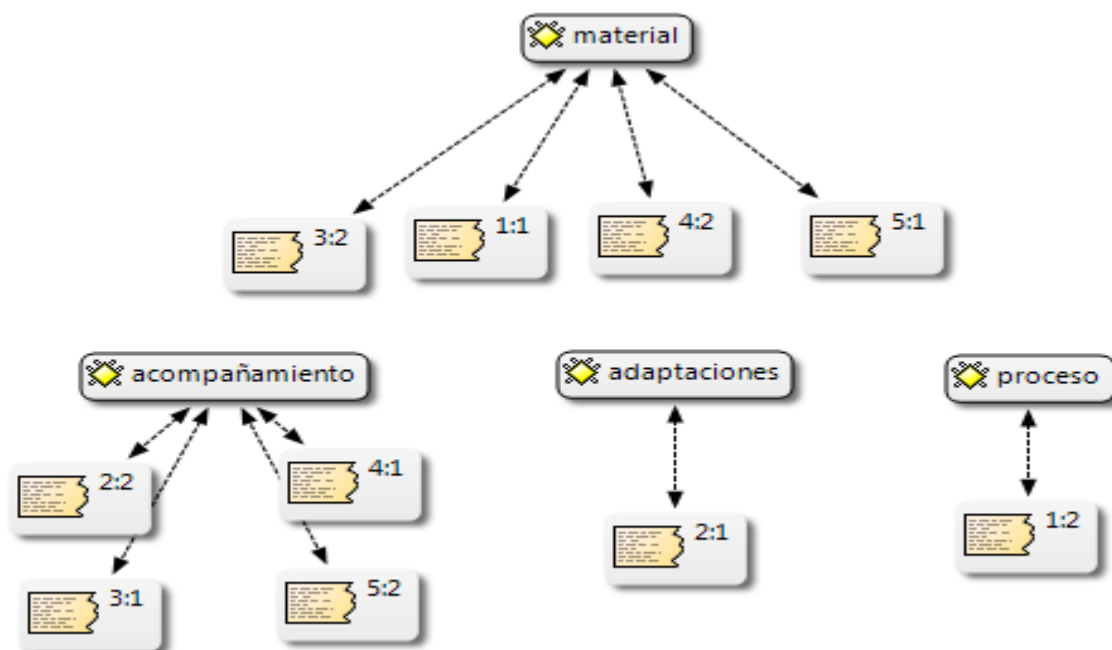 material
3:2
1:1
4:2
5:1
acompañamiento
adaptaciones
proceso
2:2
4:1
2:1
1:2
3:1
5:2